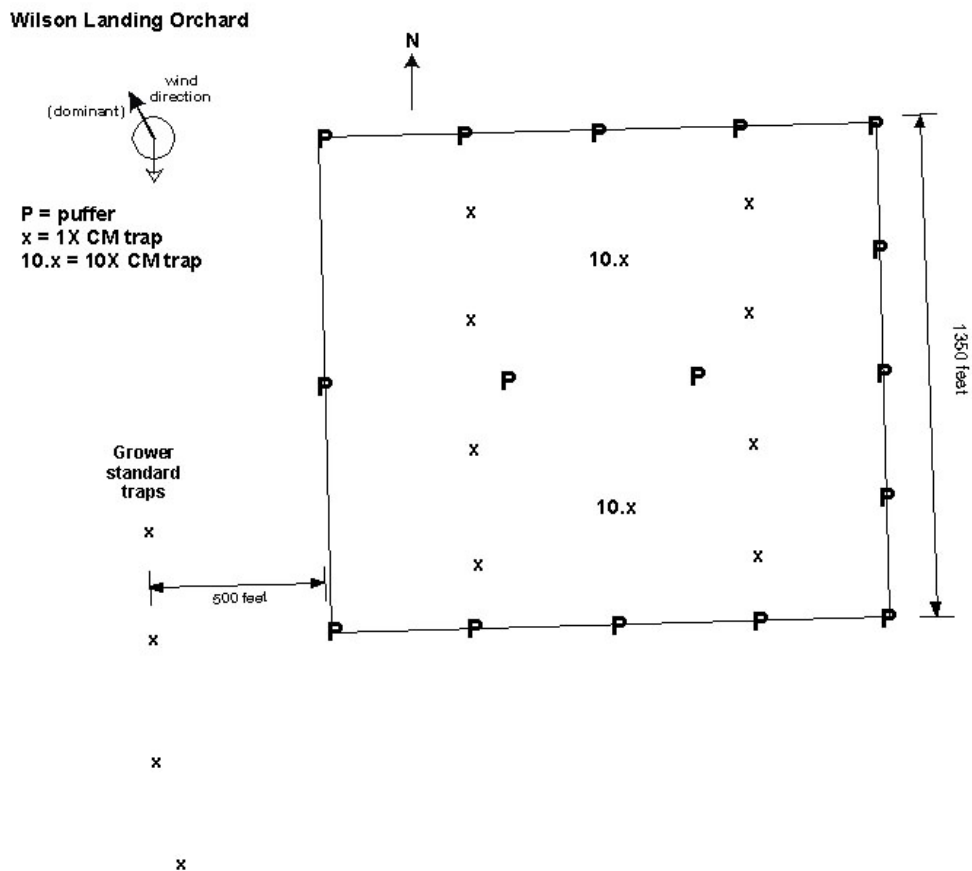 Wilson Landing Orchard
N
wind
direction
(dominant)
P = puffer
x = 1X CM trap
10.x = 10X CM trap
P P P P P
x x
P
10.x
x x
P P P P
1350 feet
x x
Grower
standard
traps
P
10.x
x
x x
500 feet
P P P P P
x
x
x